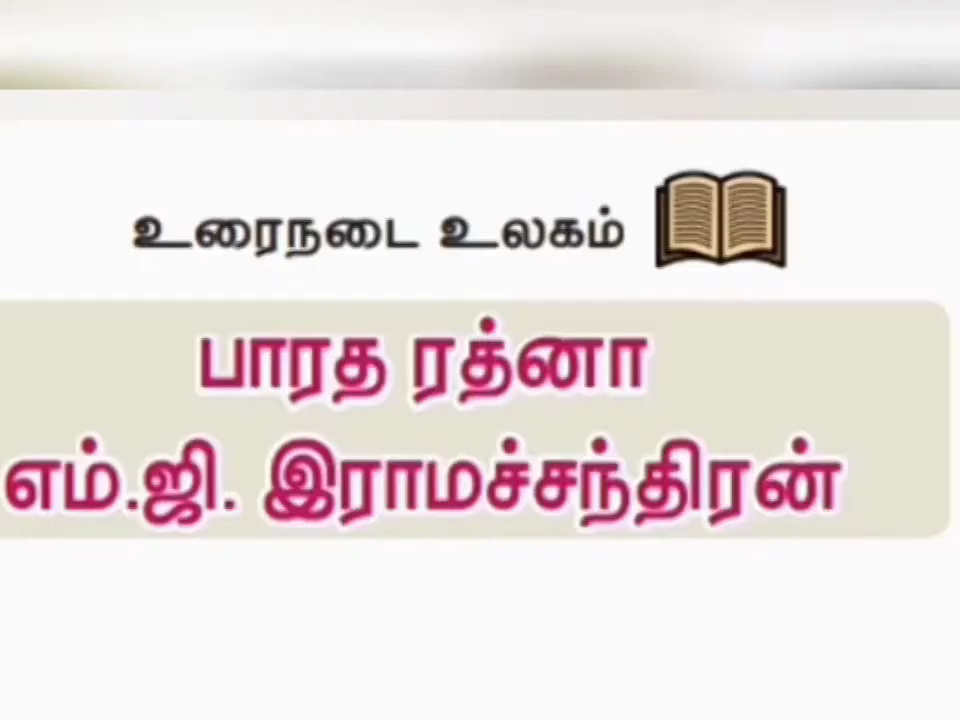 உரைநடை உலகம்
பாரத ரத்னா
எம்.ஜி. இராமச்சந்திரன்